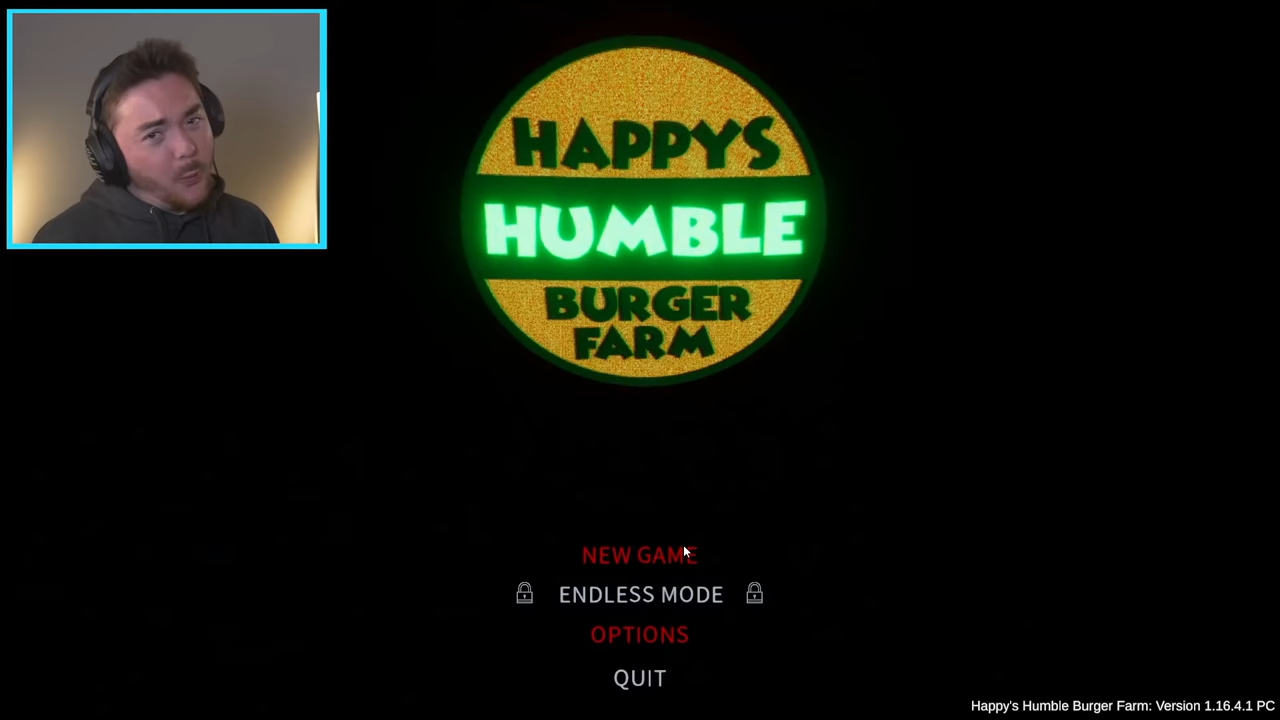 HAPPYS
HUMBLE
BURGER
FARM
NEW GAME
ENDLESS MODE
OPTIONS
QUIT
Happy's Humble Burger Farm: Version 1.16.4.1 PC